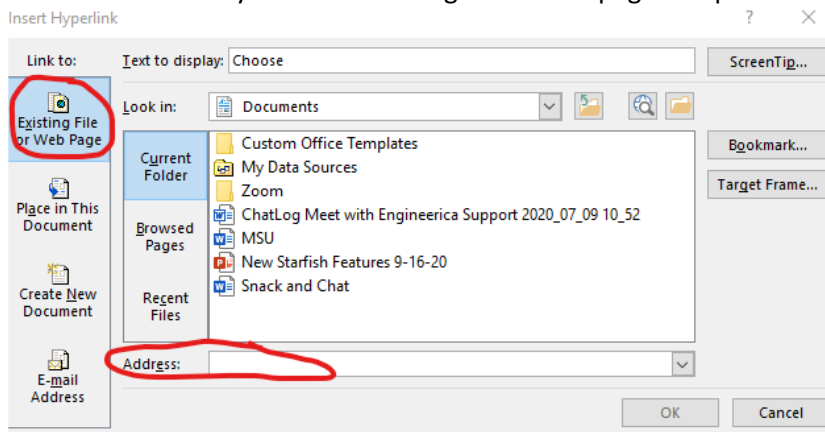 Insert Hyperlink ? ×
Link to:
Text to display: Choose
ScreenTip...
Existing File
or Web Page
Look in: Documents
Current
Folder
Browsed
Pages
Recent
Files
Custom Office Templates
My Data Sources
Zoom
ChatLog Meet with Engineerica Support 2020_07_09 10_52
MSU
New Starfish Features 9-16-20
Snack and Chat
Bookmark...
Target Frame...
Place in This
Document
Create New
Document
E-mail
Address
Address:
OK Cancel